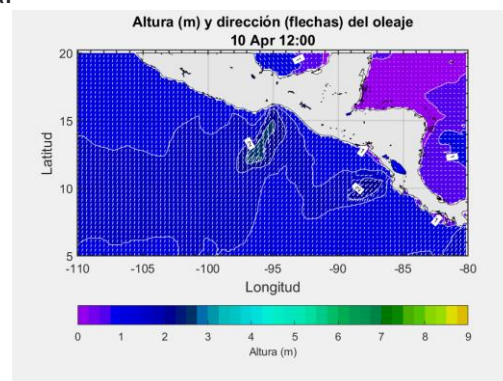 Altura (m) y dirección (flechas) del oleaje
10 Apr 12:00
20
15
10
5
Latitud
-110 -105 -100 -95 -90 -85 -80
Longitud
0 1 2 3 4 5 6 7 8 9
Altura (m)